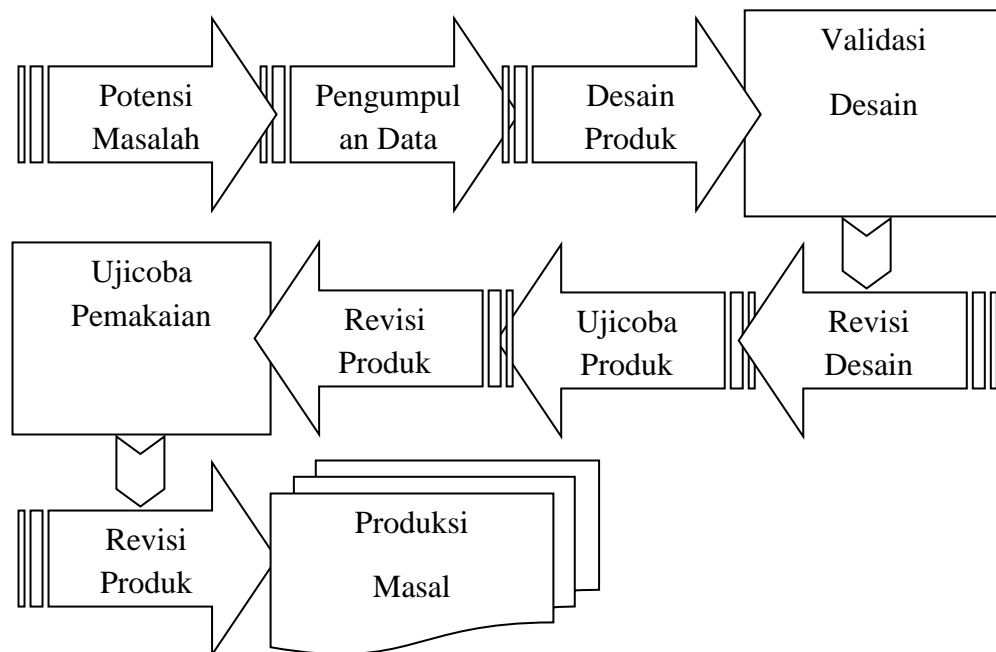 Potensi
Masalah
Pengumpul
an Data
Desain
Produk
Validasi
Desain
Revisi
Desain
Ujicoba
Produk
Revisi
Produk
Ujicoba
Pemakaian
Revisi
Produk
Produksi
Masal